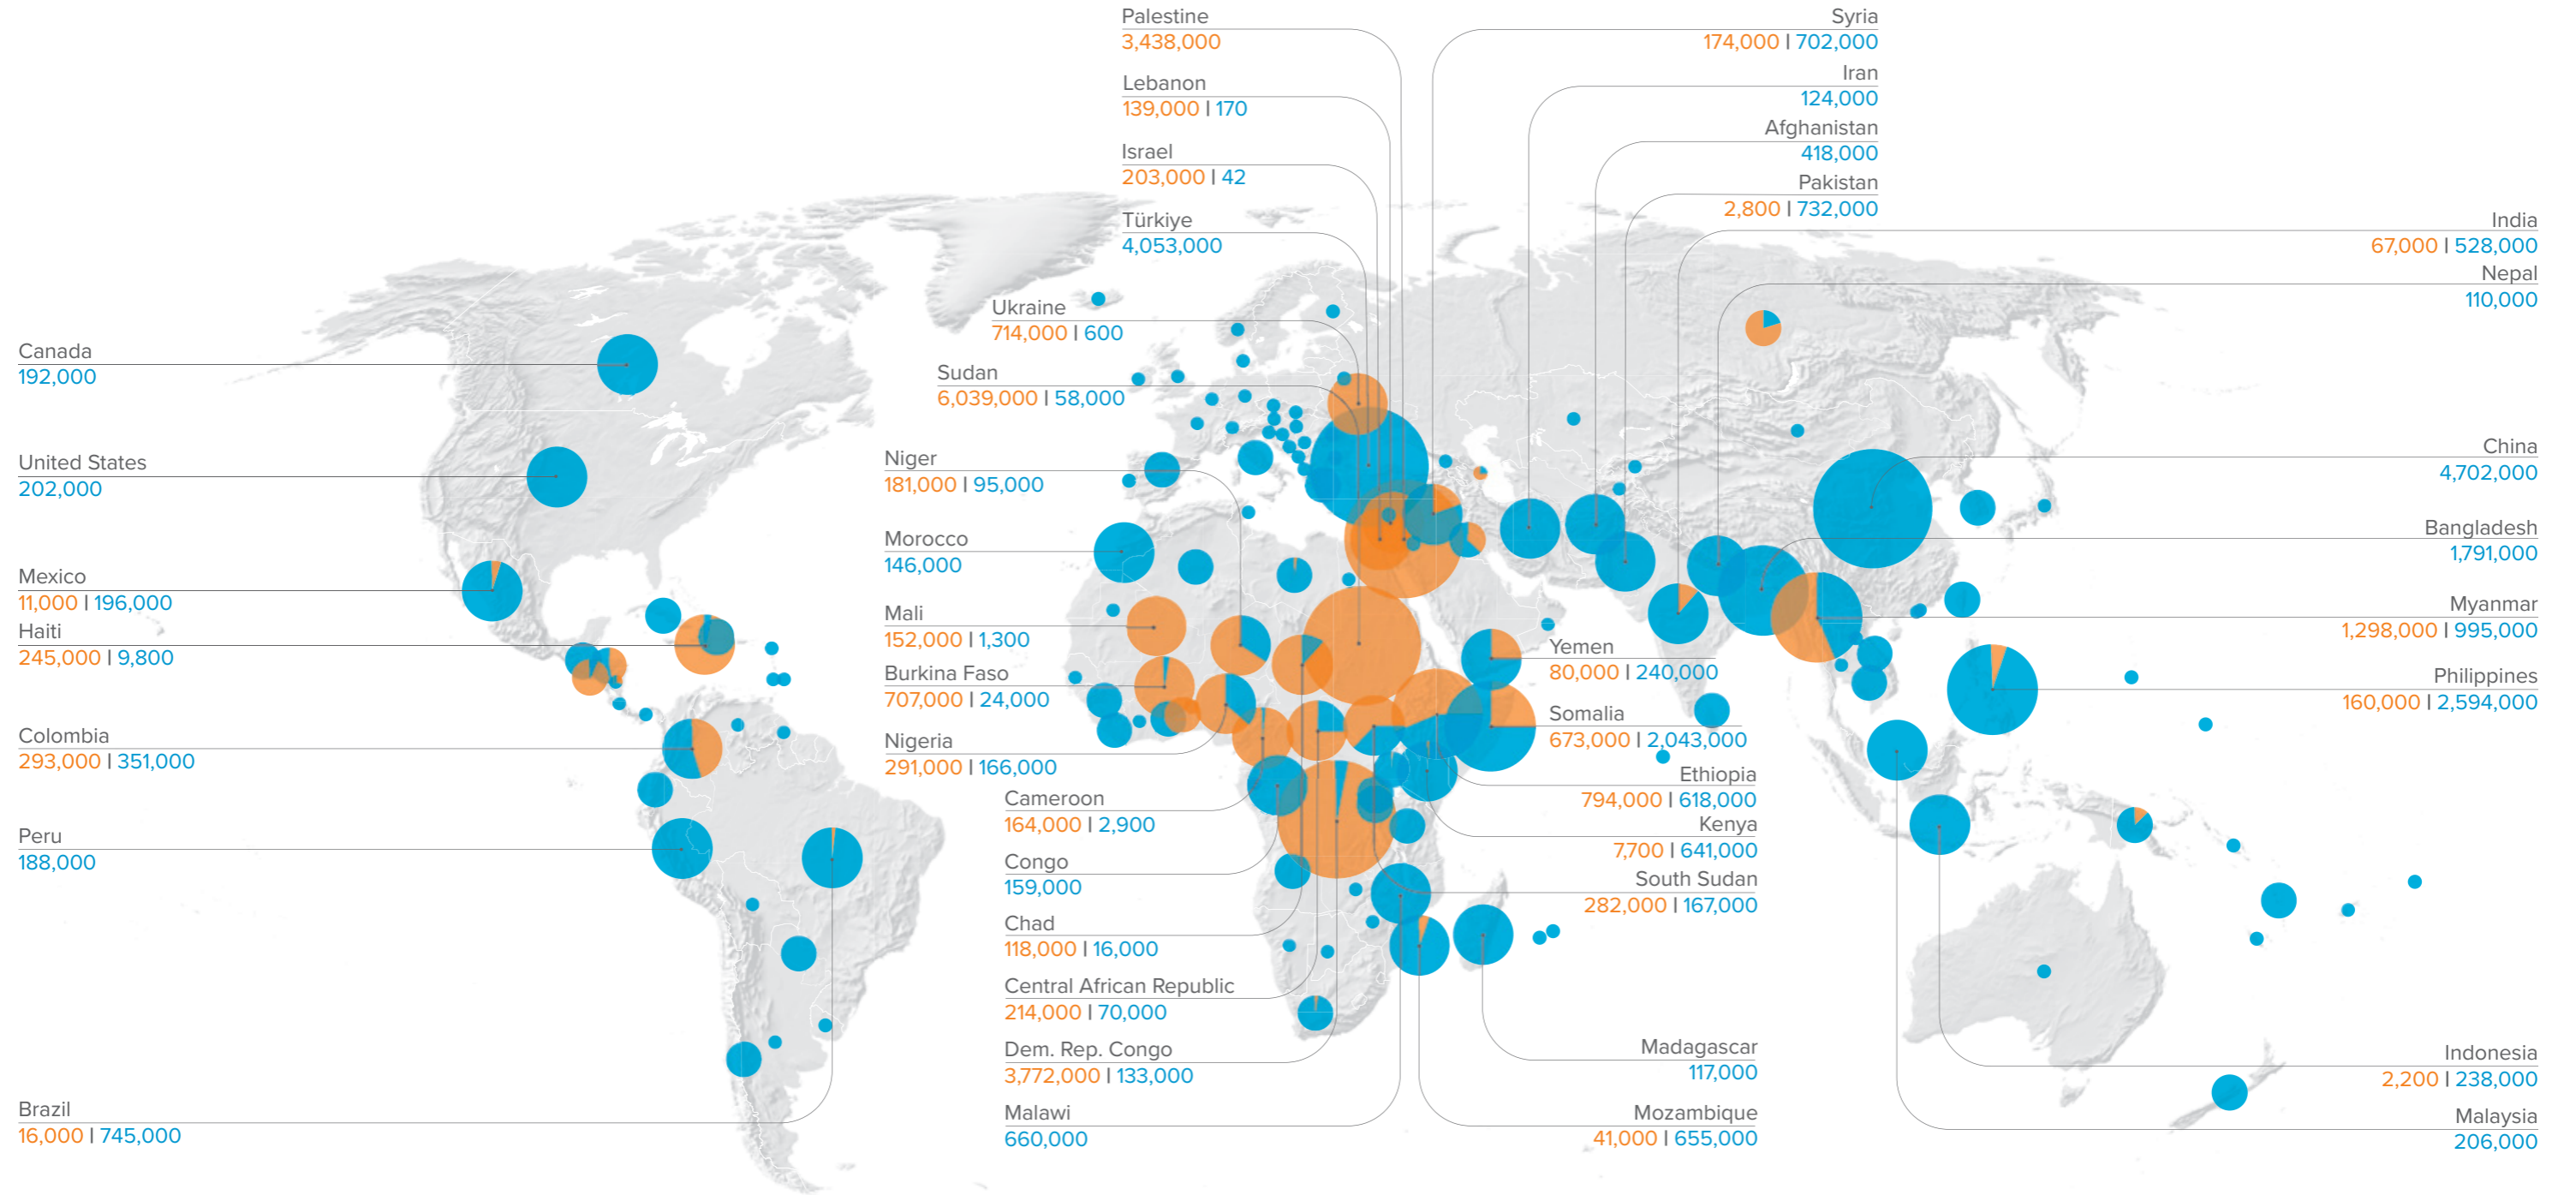 Palestine
3,438,000
Lebanon
139,000 | 170
Israel
203,000 | 42
Türkiye
4,053,000
Ukraine
714,000 | 600
Sudan
6,039,000 | 58,000
Niger
181,000 | 95,000
Morocco
146,000
Mali
152,000 | 1,300
Burkina Faso
707,000 | 24,000
Nigeria
291,000 | 166,000
Cameroon
164,000 | 2,900
Congo
159,000
Chad
118,000 | 16,000
Central African Republic
214,000 | 70,000
Dem. Rep. Congo
3,772,000 | 133,000
Malawi
660,000
Canada
192,000
United States
202,000
Mexico
11,000 | 196,000
Haiti
245,000 | 9,800
Colombia
293,000 | 351,000
Peru
188,000
Brazil
16,000 | 745,000
Syria
174,000 | 702,000
Iran
124,000
Afghanistan
418,000
Pakistan
2,800 | 732,000
India
67,000 | 528,000
Nepal
110,000
China
4,702,000
Bangladesh
1,791,000
Myanmar
1,298,000 | 995,000
Philippines
160,000 | 2,594,000
Yemen
80,000 | 240,000
Somalia
673,000 | 2,043,000
Ethiopia
794,000 | 618,000
Kenya
7,700 | 641,000
South Sudan
282,000 | 167,000
Madagascar
117,000
Mozambique
41,000 | 655,000
Indonesia
2,200 | 238,000
Malaysia
206,000